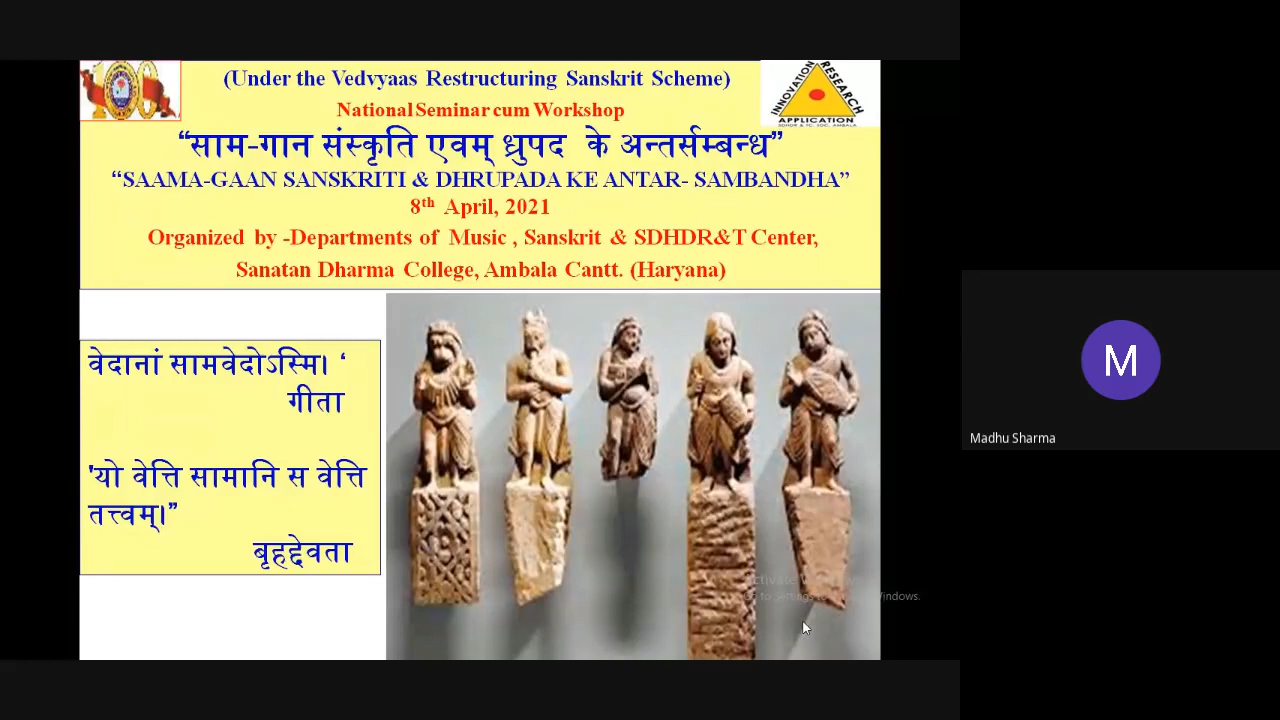 (Under the Vedvyaas Restructuring Sanskrit Scheme)
National Seminar cum Workshop
“साम-गान संस्कृति एवम् ध्रुपद के अन्तर्सम्बन्ध”
“SAAMA-GAAN SANSKRITI & DHRUPADA KE ANTAR- SAMBANDHA”
8th April, 2021
Organized by -Departments of Music , Sanskrit & SDHDR&T Center,
Sanatan Dharma College, Ambala Cantt. (Haryana)
100
INNOVATION
RESEARCH
APPLICATION
वेदानां सामवेदोऽस्मि। ‘
गीता
'यो वेत्ति सामानि स वेत्ति
तत्त्वम्।”
बृहद्देवता
M
Madhu Sharma